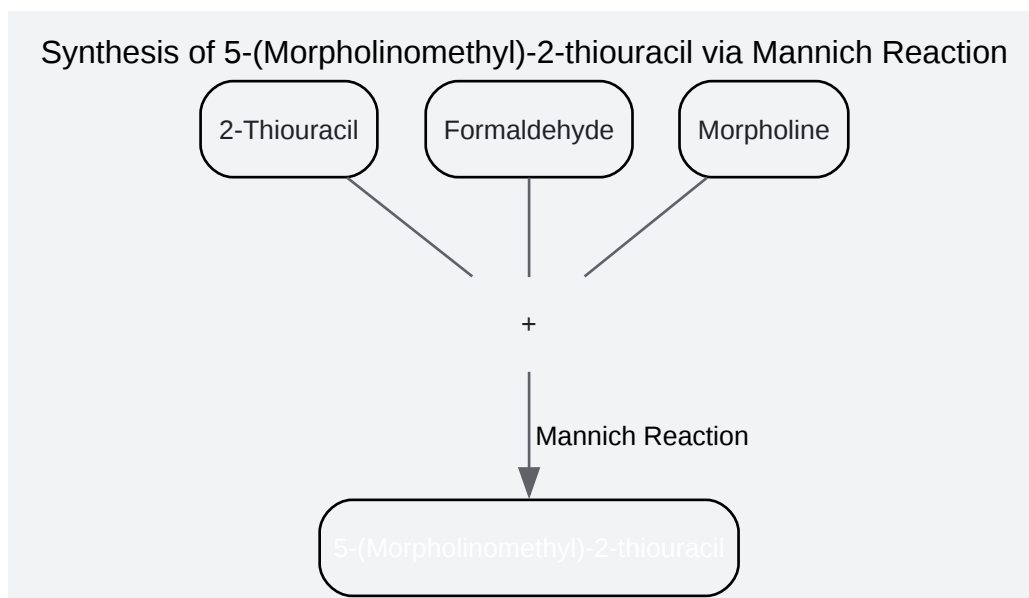 Synthesis of 5-(Morpholinomethyl)-2-thiouracil via Mannich Reaction
2-Thiouracil Formaldehyde Morpholine
+
Mannich Reaction
5-(Morpholinomethyl)-2-thiouracil